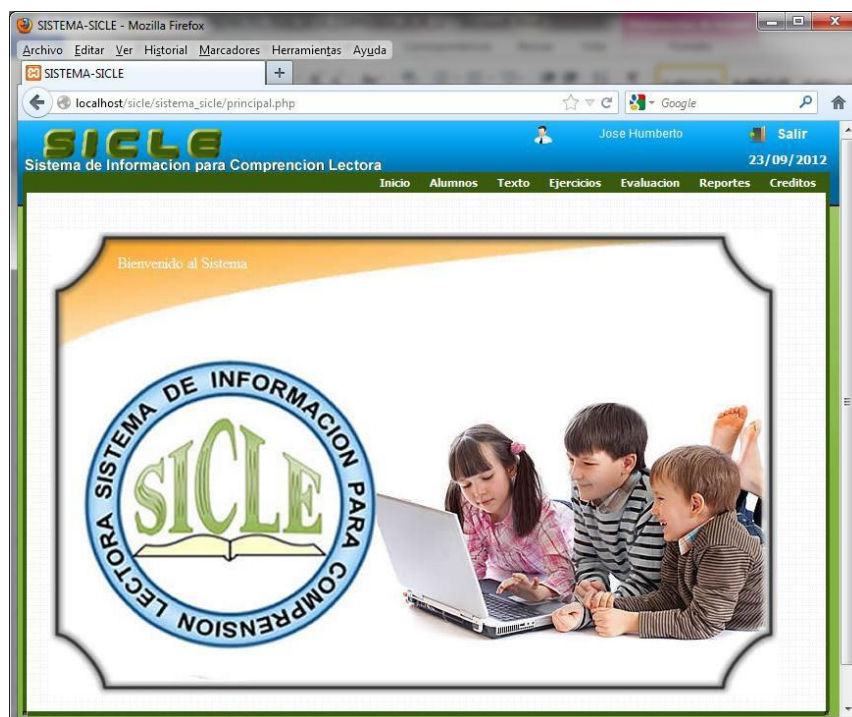 SISTEMA-SICLE - Mozilla Firefox
Archivo Editar Ver Historial Marcadores Herramientas Ayuda
SISTEMA-SICLE +
localhost/sicle/sistema_sicle/principal.php Google
SICLE Jose Humberto Salir
Sistema de Informacion para Comprencion Lectora 23/09/2012
Inicio Alumnos Texto Ejercicios Evaluacion Reportes Creditos
Bienvenido al Sistema
SISTEMA DE INFORMACION PARA COMPRENSION LECTORA
SICLE